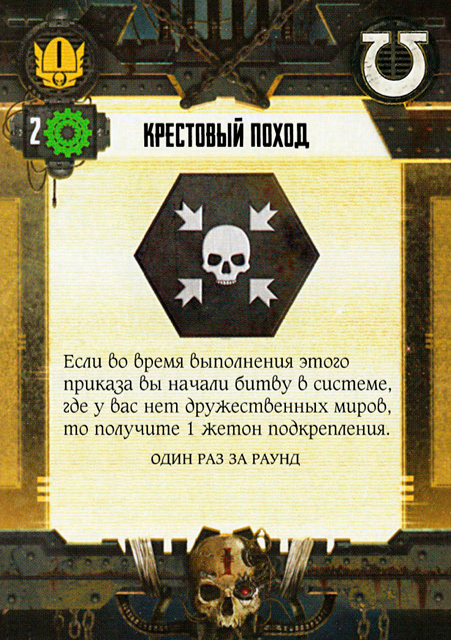 2
КРЕСТОВЫЙ ПОХОД
Если во время выполнения этого
приказа вы начали битву в системе,
где у вас нет дружественных миров,
то получите 1 жетон подкрепления.
ОДИН РАЗ ЗА РАУНД
I